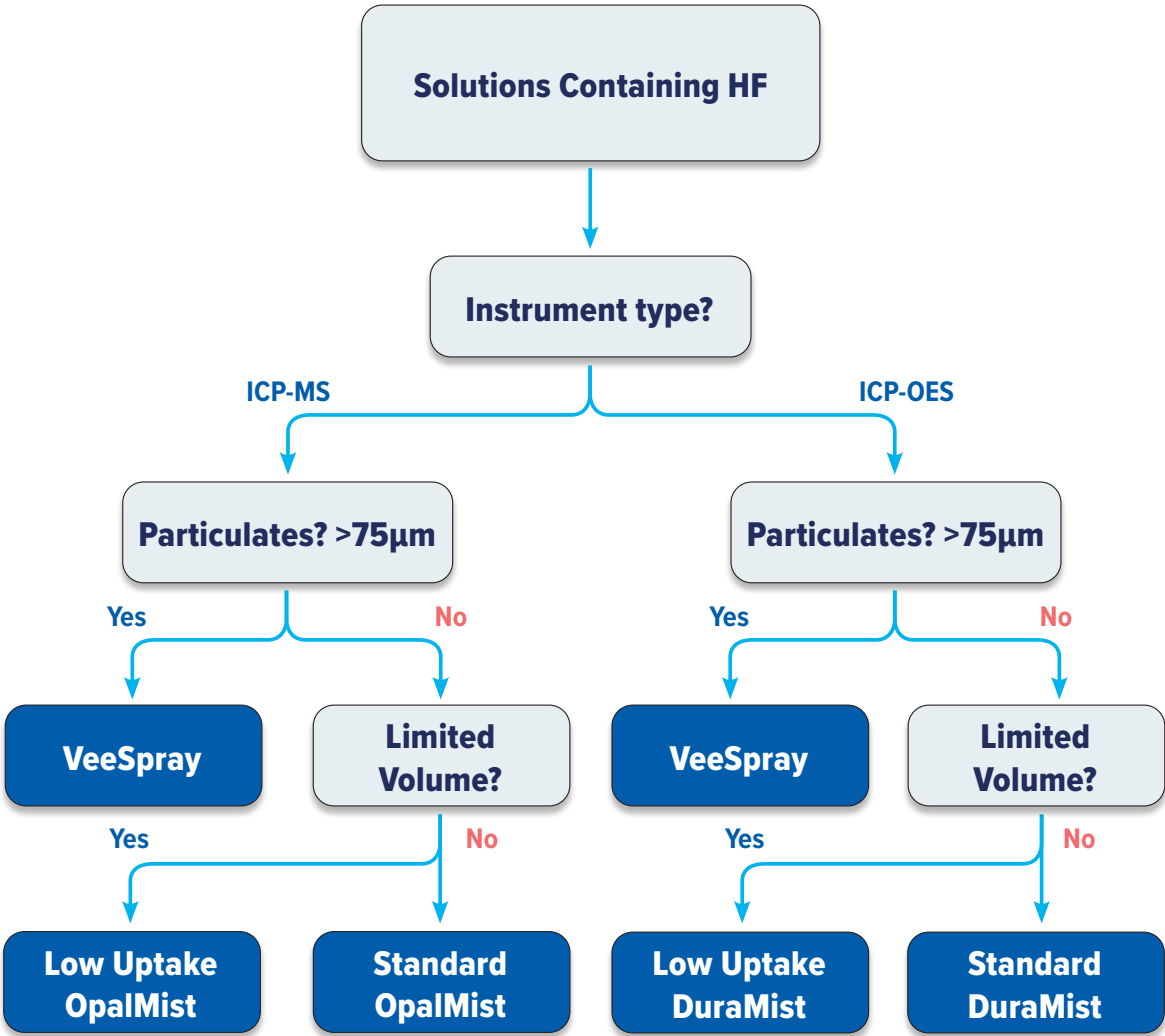 Solutions Containing HF
Instrument type?
ICP-MS
ICP-OES
Particulates? >75µm
Particulates? >75µm
Yes
No
Yes
No
VeeSpray
Limited
Volume?
VeeSpray
Limited
Volume?
Yes
No
Yes
No
Low Uptake
OpalMist
Standard
OpalMist
Low Uptake
DuraMist
Standard
DuraMist